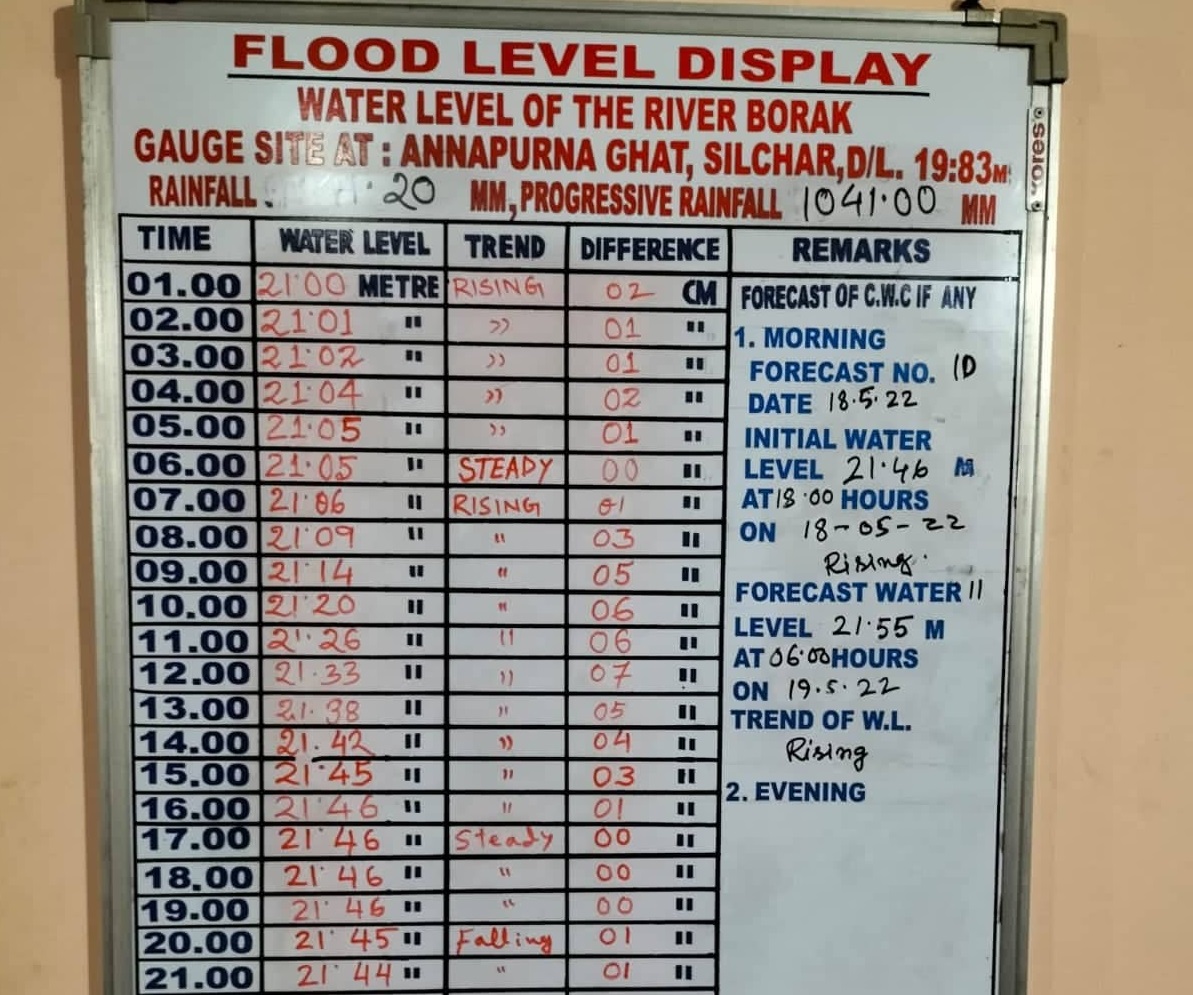 FLOOD LEVEL DISPLAY
WATER LEVEL OF THE RIVER BORAK
GAUGE SITE AT : ANNAPURNA GHAT, SILCHAR,D/L. 19:83M
RAINFALL : 20 MM, PROGRESSIVE RAINFALL 1041.00 MM
TIME WATER LEVEL TREND DIFFERENCE
01.00 21.00 METRE RISING 02 CM
02.00 21.01 " " 01 "
03.00 21.02 " " 01 "
04.00 21.04 " " 02 "
05.00 21.05 " " 01 "
06.00 21.05 " STEADY 00 "
07.00 21.06 " RISING 01 "
08.00 21.09 " " 03 "
09.00 21.14 " " 05 "
10.00 21.20 " " 06 "
11.00 21.26 " " 06 "
12.00 21.33 " " 07 "
13.00 21.38 " " 05 "
14.00 21.42 " " 04 "
15.00 21.45 " " 03 "
16.00 21.46 " " 01 "
17.00 21.46 " Steady 00 "
18.00 21.46 " " 00 "
19.00 21.46 " " 00 "
20.00 21.45 " Falling 01 "
21.00 21.44 " " 01 "
REMARKS
FORECAST OF C.W.C IF ANY
1. MORNING
FORECAST NO. 10
DATE 18.5.22
INITIAL WATER
LEVEL 21.46 M
AT 18.00 HOURS
ON 18-05-22
Rising.
FORECAST WATER
LEVEL 21.55 M
AT 06.00 HOURS
ON 19.5.22
TREND OF W.L.
Rising
2. EVENING
Kores